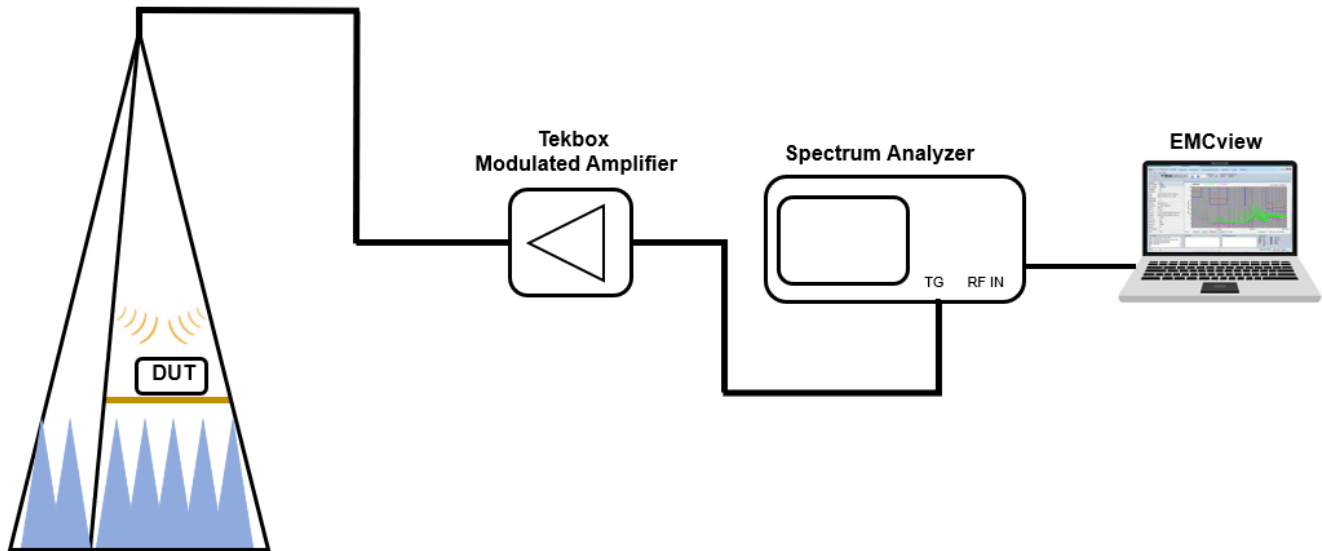 Tekbox
Modulated Amplifier
Spectrum Analyzer
EMCview
TG RF IN
DUT